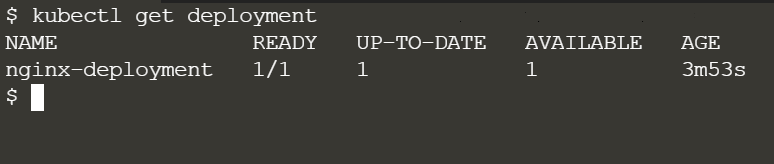 $ kubectl get deployment
NAME READY UP-TO-DATE AVAILABLE AGE
nginx-deployment 1/1 1 1 3m53s
$